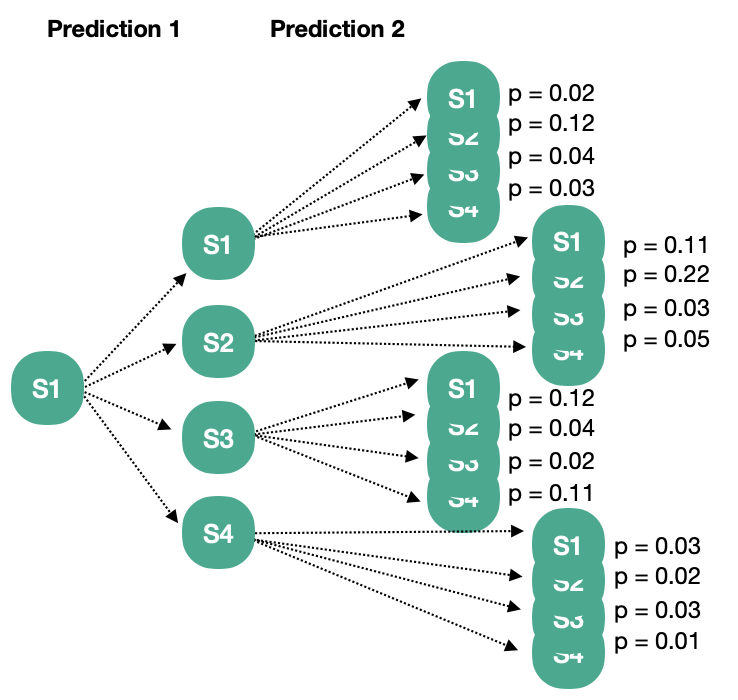 Prediction 1
Prediction 2
S1
S1
S2
S3
S4
S1 p = 0.02
S2 p = 0.12
S3 p = 0.04
S4 p = 0.03
S1 p = 0.11
S2 p = 0.22
S3 p = 0.03
S4 p = 0.05
S1 p = 0.12
S2 p = 0.04
S3 p = 0.02
S4 p = 0.11
S1 p = 0.03
S2 p = 0.02
S3 p = 0.03
S4 p = 0.01